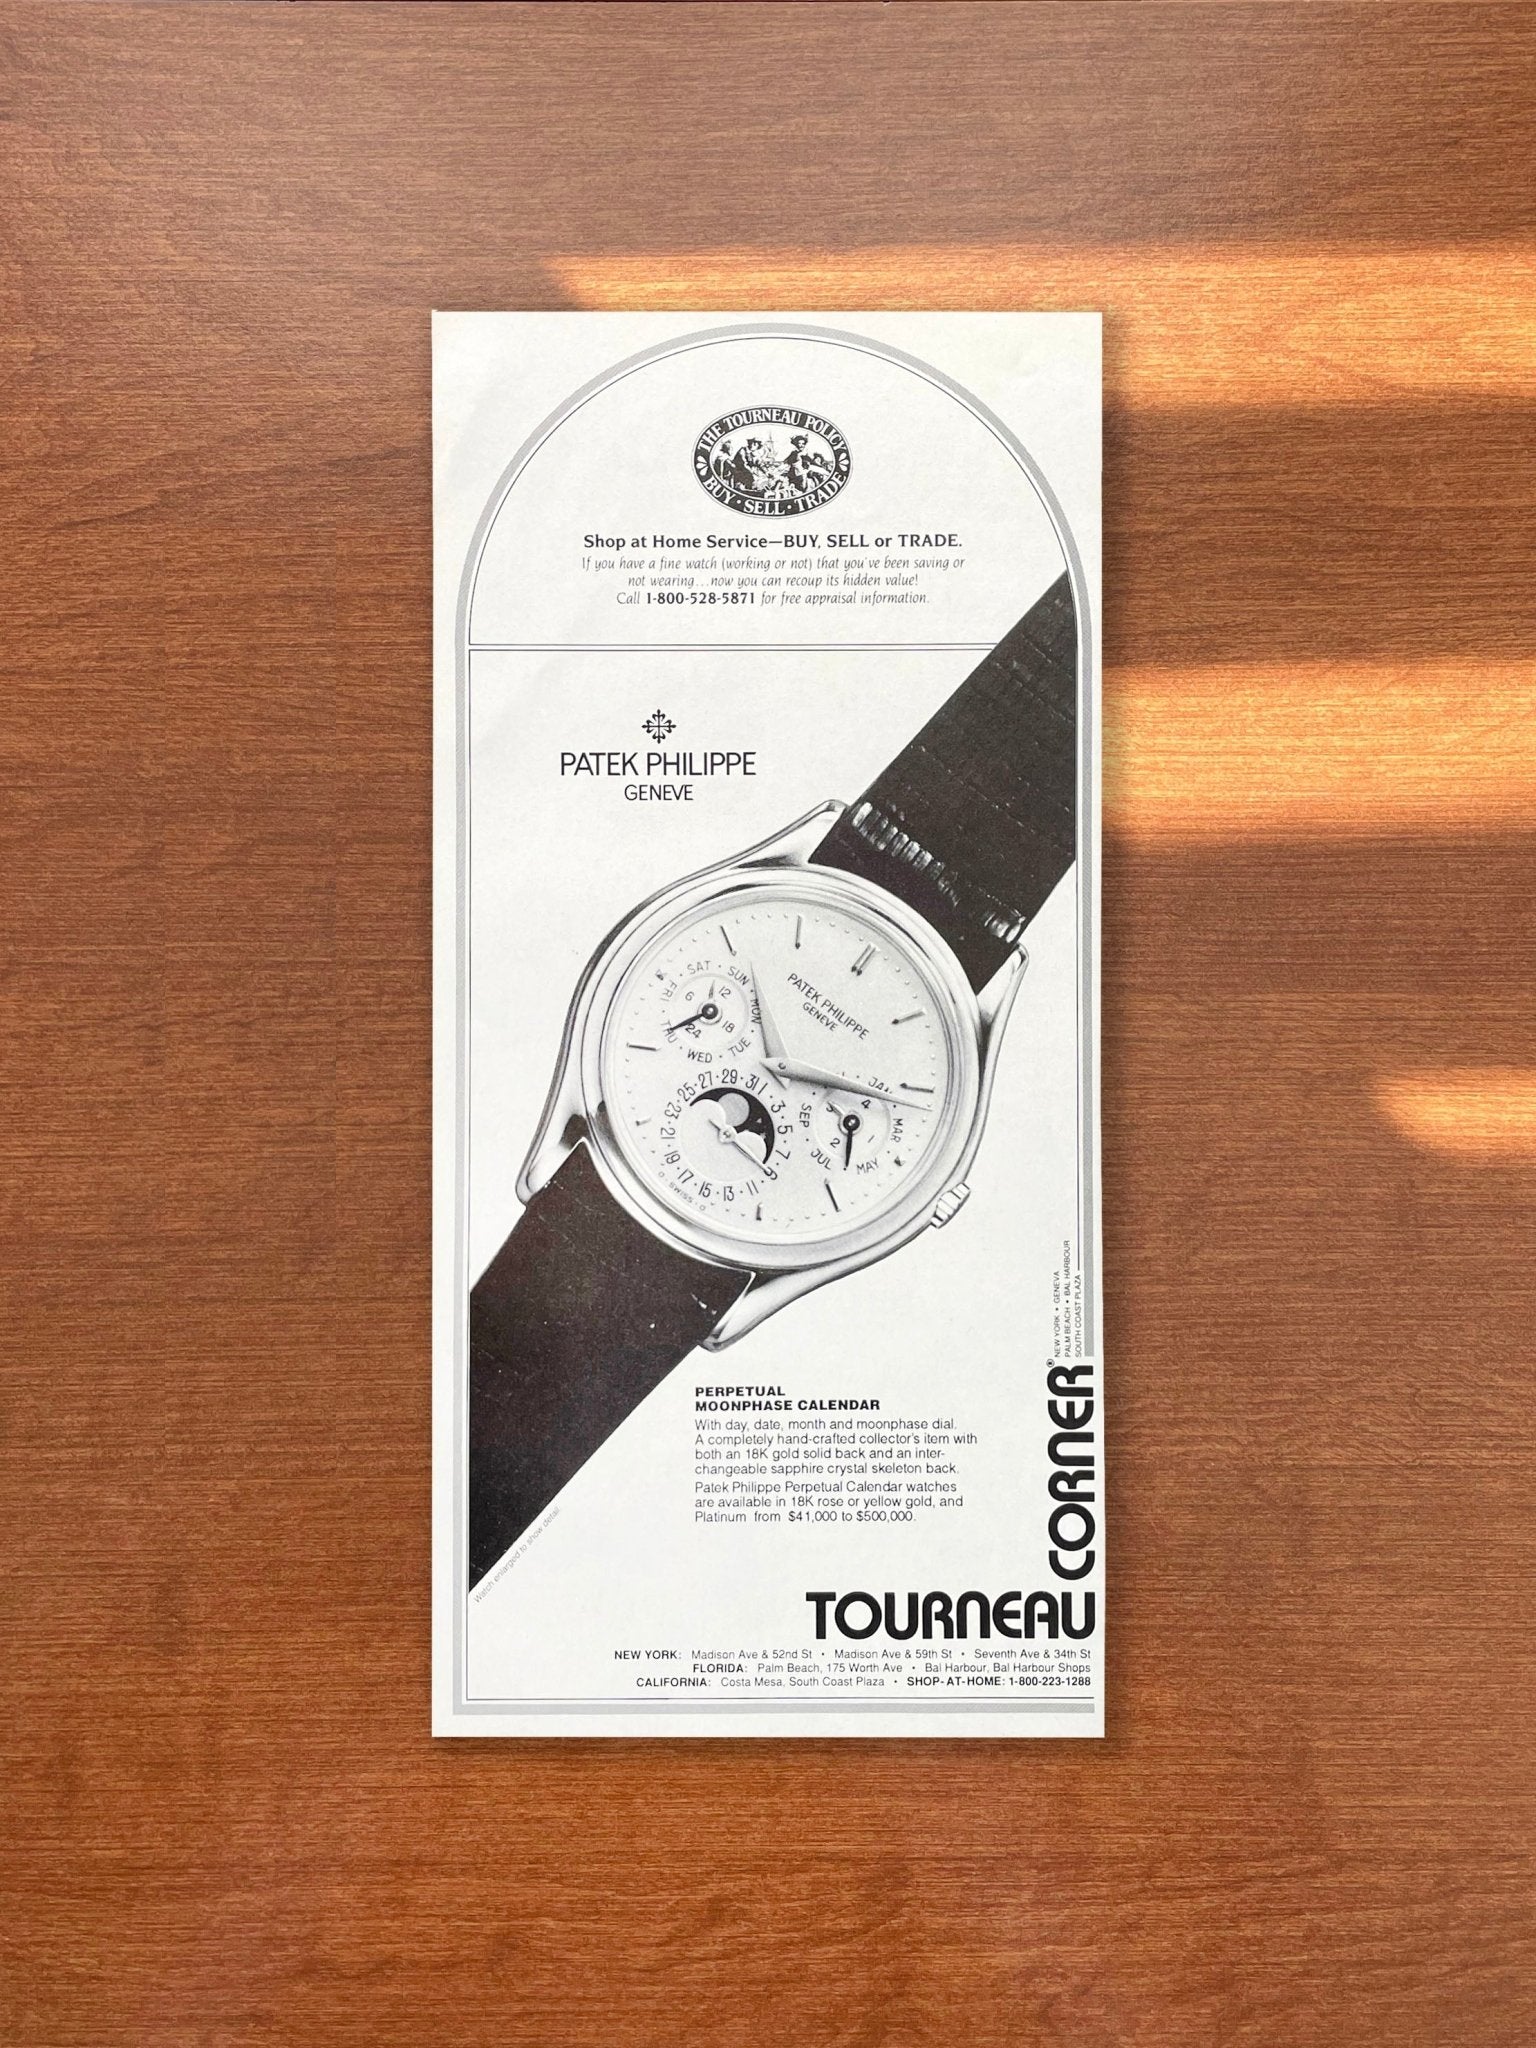 THE TOURNEAU POLICY
BUY · SELL · TRADE
Shop at Home Service—BUY, SELL or TRADE.
If you have a fine watch (working or not) that you've been saving or
not wearing...now you can recoup its hidden value!
Call 1-800-528-5871 for free appraisal information.
PATEK PHILIPPE
GENEVE
PATEK PHILIPPE
GENEVE
SAT · SUN · MON · TUE · WED · THU · FRI
6 12 18 24
JAN
MAR
MAY
JUL
SEP
1 2 3 4
1 · 3 · 5 · 7 · 9 · 11 · 13 · 15 · 17 · 19 · 21 · 23 · 25 · 27 · 29 · 31
SWISS
PERPETUAL
MOONPHASE CALENDAR
With day, date, month and moonphase dial.
A completely hand-crafted collector's item with
both an 18K gold solid back and an inter-
changeable sapphire crystal skeleton back.
Patek Philippe Perpetual Calendar watches
are available in 18K rose or yellow gold, and
Platinum from $41,000 to $500,000.
Watch enlarged to show detail.
NEW YORK • GENEVA
PALM BEACH • BAL HARBOUR
SOUTH COAST PLAZA
TOURNEAU CORNER®
NEW YORK: Madison Ave & 52nd St • Madison Ave & 59th St • Seventh Ave & 34th St
FLORIDA: Palm Beach, 175 Worth Ave • Bal Harbour, Bal Harbour Shops
CALIFORNIA: Costa Mesa, South Coast Plaza • SHOP-AT-HOME: 1-800-223-1288